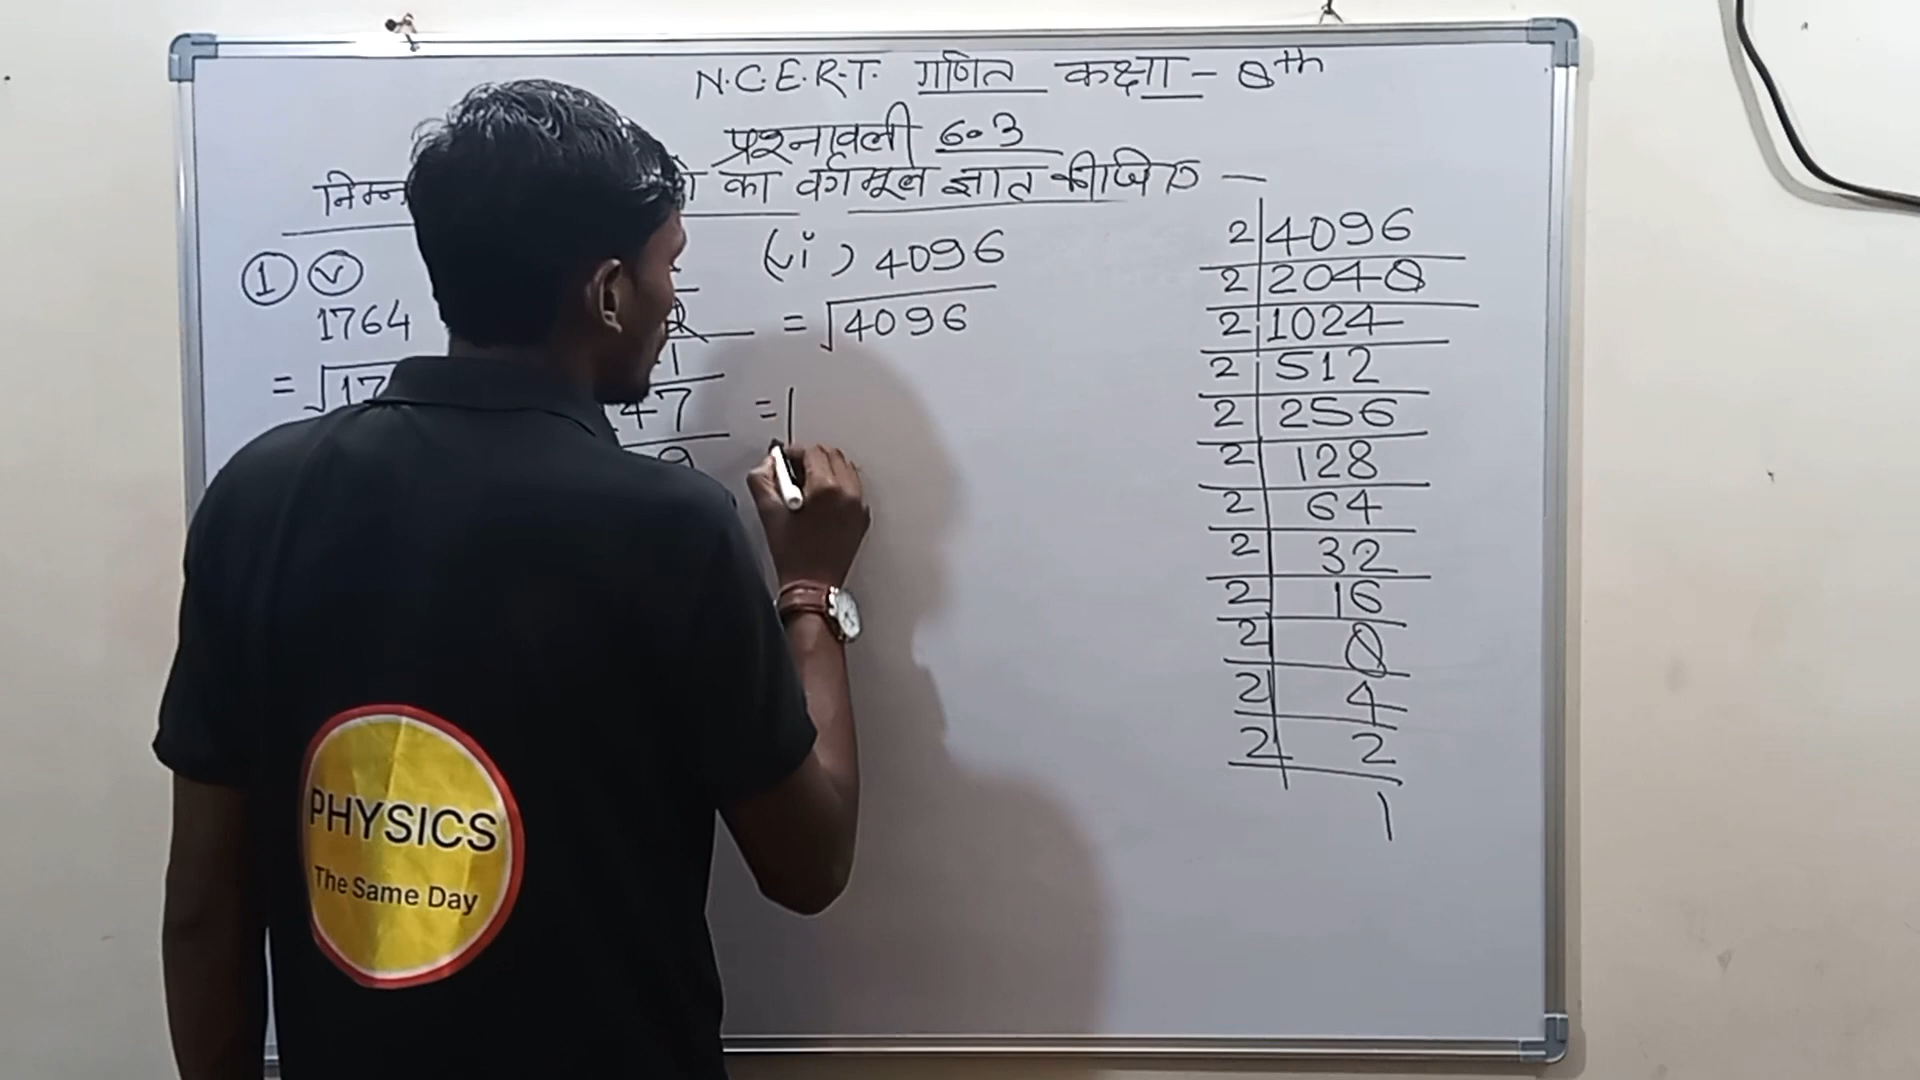 N.C.E.R.T. गणित कक्षा - 8th
प्रश्नावली 6.3
का वर्गमूल ज्ञात कीजिए -
1 v
1764
(vi) 4096
= √4096
=
47
9
2 4096
2 2048
2 1024
2 512
2 256
2 128
2 64
2 32
2 16
2 8
2 4
2 2
1
PHYSICS
The Same Day